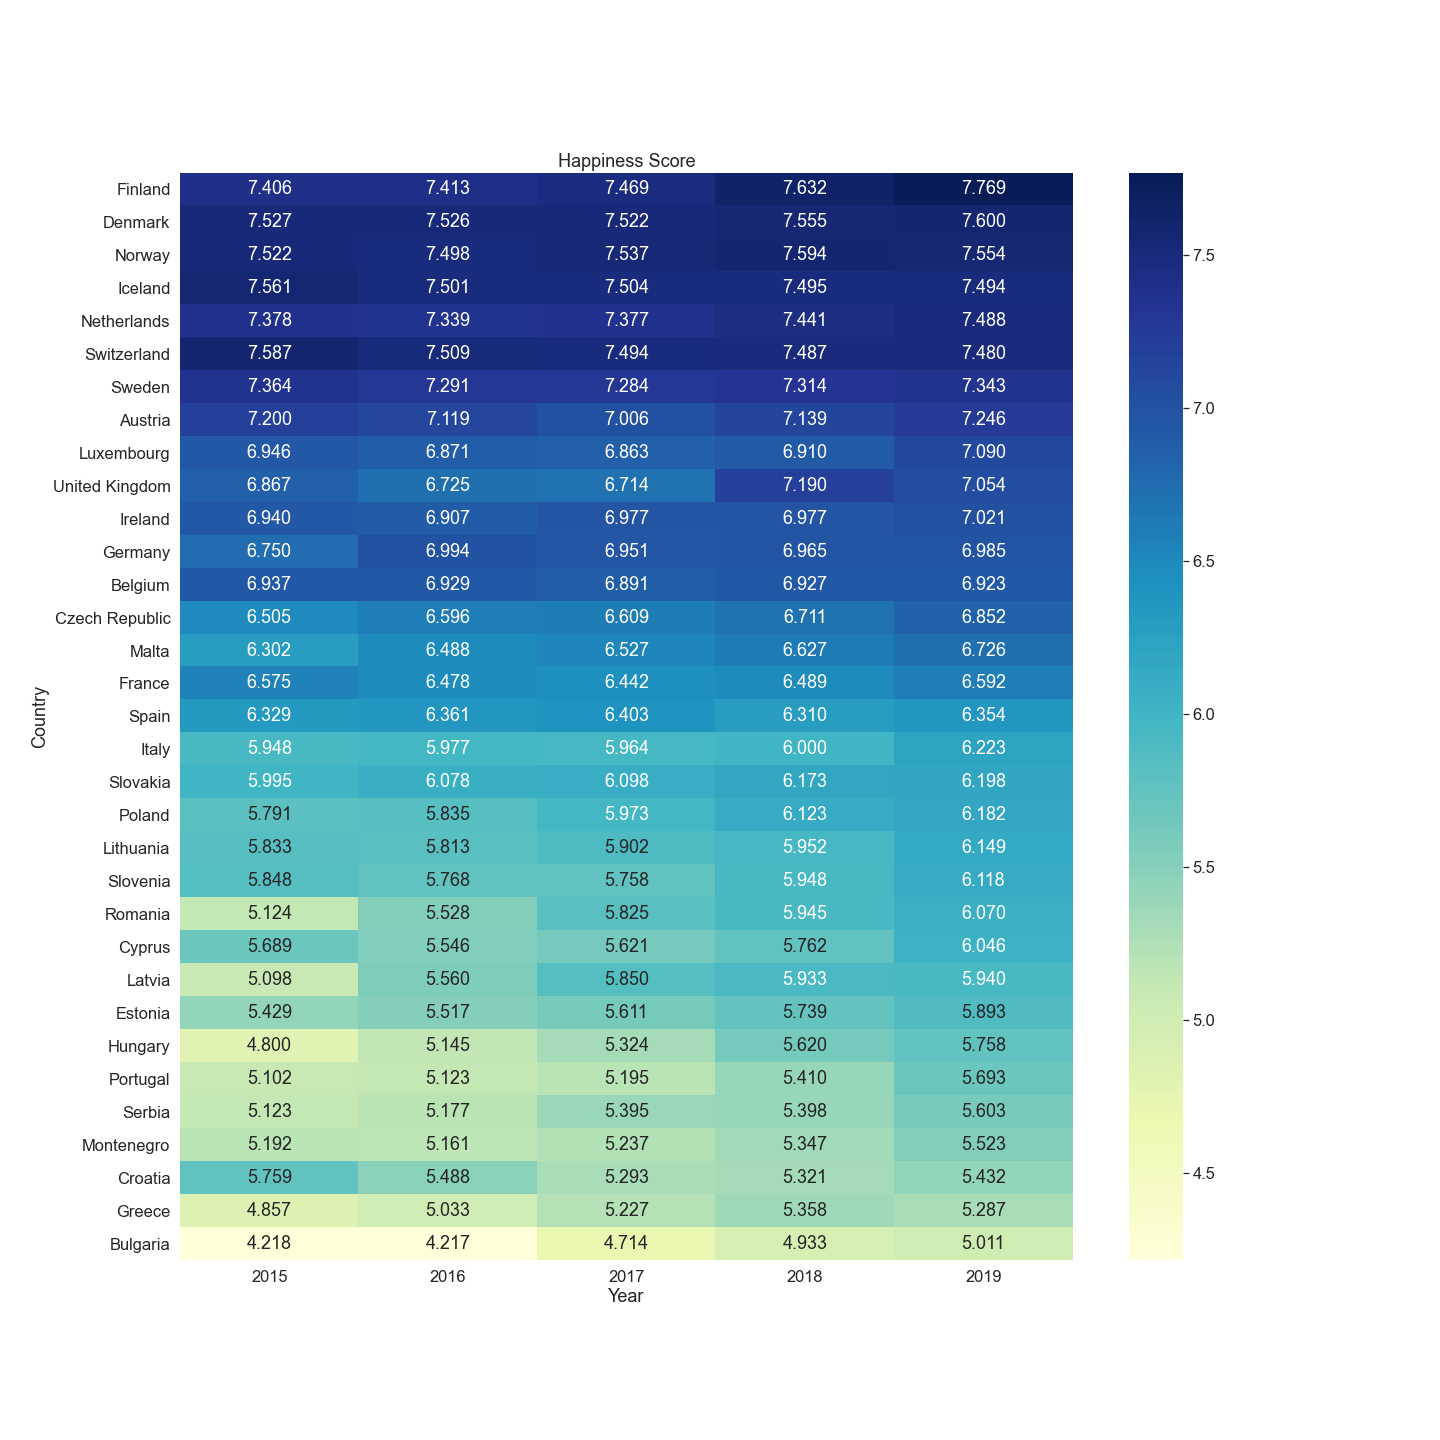 Happiness Score
Finland 7.406 7.413 7.469 7.632 7.769
Denmark 7.527 7.526 7.522 7.555 7.600
Norway 7.522 7.498 7.537 7.594 7.554
Iceland 7.561 7.501 7.504 7.495 7.494
Netherlands 7.378 7.339 7.377 7.441 7.488
Switzerland 7.587 7.509 7.494 7.487 7.480
Sweden 7.364 7.291 7.284 7.314 7.343
Austria 7.200 7.119 7.006 7.139 7.246
Luxembourg 6.946 6.871 6.863 6.910 7.090
United Kingdom 6.867 6.725 6.714 7.190 7.054
Ireland 6.940 6.907 6.977 6.977 7.021
Germany 6.750 6.994 6.951 6.965 6.985
Belgium 6.937 6.929 6.891 6.927 6.923
Czech Republic 6.505 6.596 6.609 6.711 6.852
Malta 6.302 6.488 6.527 6.627 6.726
France 6.575 6.478 6.442 6.489 6.592
Spain 6.329 6.361 6.403 6.310 6.354
Italy 5.948 5.977 5.964 6.000 6.223
Slovakia 5.995 6.078 6.098 6.173 6.198
Poland 5.791 5.835 5.973 6.123 6.182
Lithuania 5.833 5.813 5.902 5.952 6.149
Slovenia 5.848 5.768 5.758 5.948 6.118
Romania 5.124 5.528 5.825 5.945 6.070
Cyprus 5.689 5.546 5.621 5.762 6.046
Latvia 5.098 5.560 5.850 5.933 5.940
Estonia 5.429 5.517 5.611 5.739 5.893
Hungary 4.800 5.145 5.324 5.620 5.758
Portugal 5.102 5.123 5.195 5.410 5.693
Serbia 5.123 5.177 5.395 5.398 5.603
Montenegro 5.192 5.161 5.237 5.347 5.523
Croatia 5.759 5.488 5.293 5.321 5.432
Greece 4.857 5.033 5.227 5.358 5.287
Bulgaria 4.218 4.217 4.714 4.933 5.011
2015 2016 2017 2018 2019
Year
Country
7.5
7.0
6.5
6.0
5.5
5.0
4.5